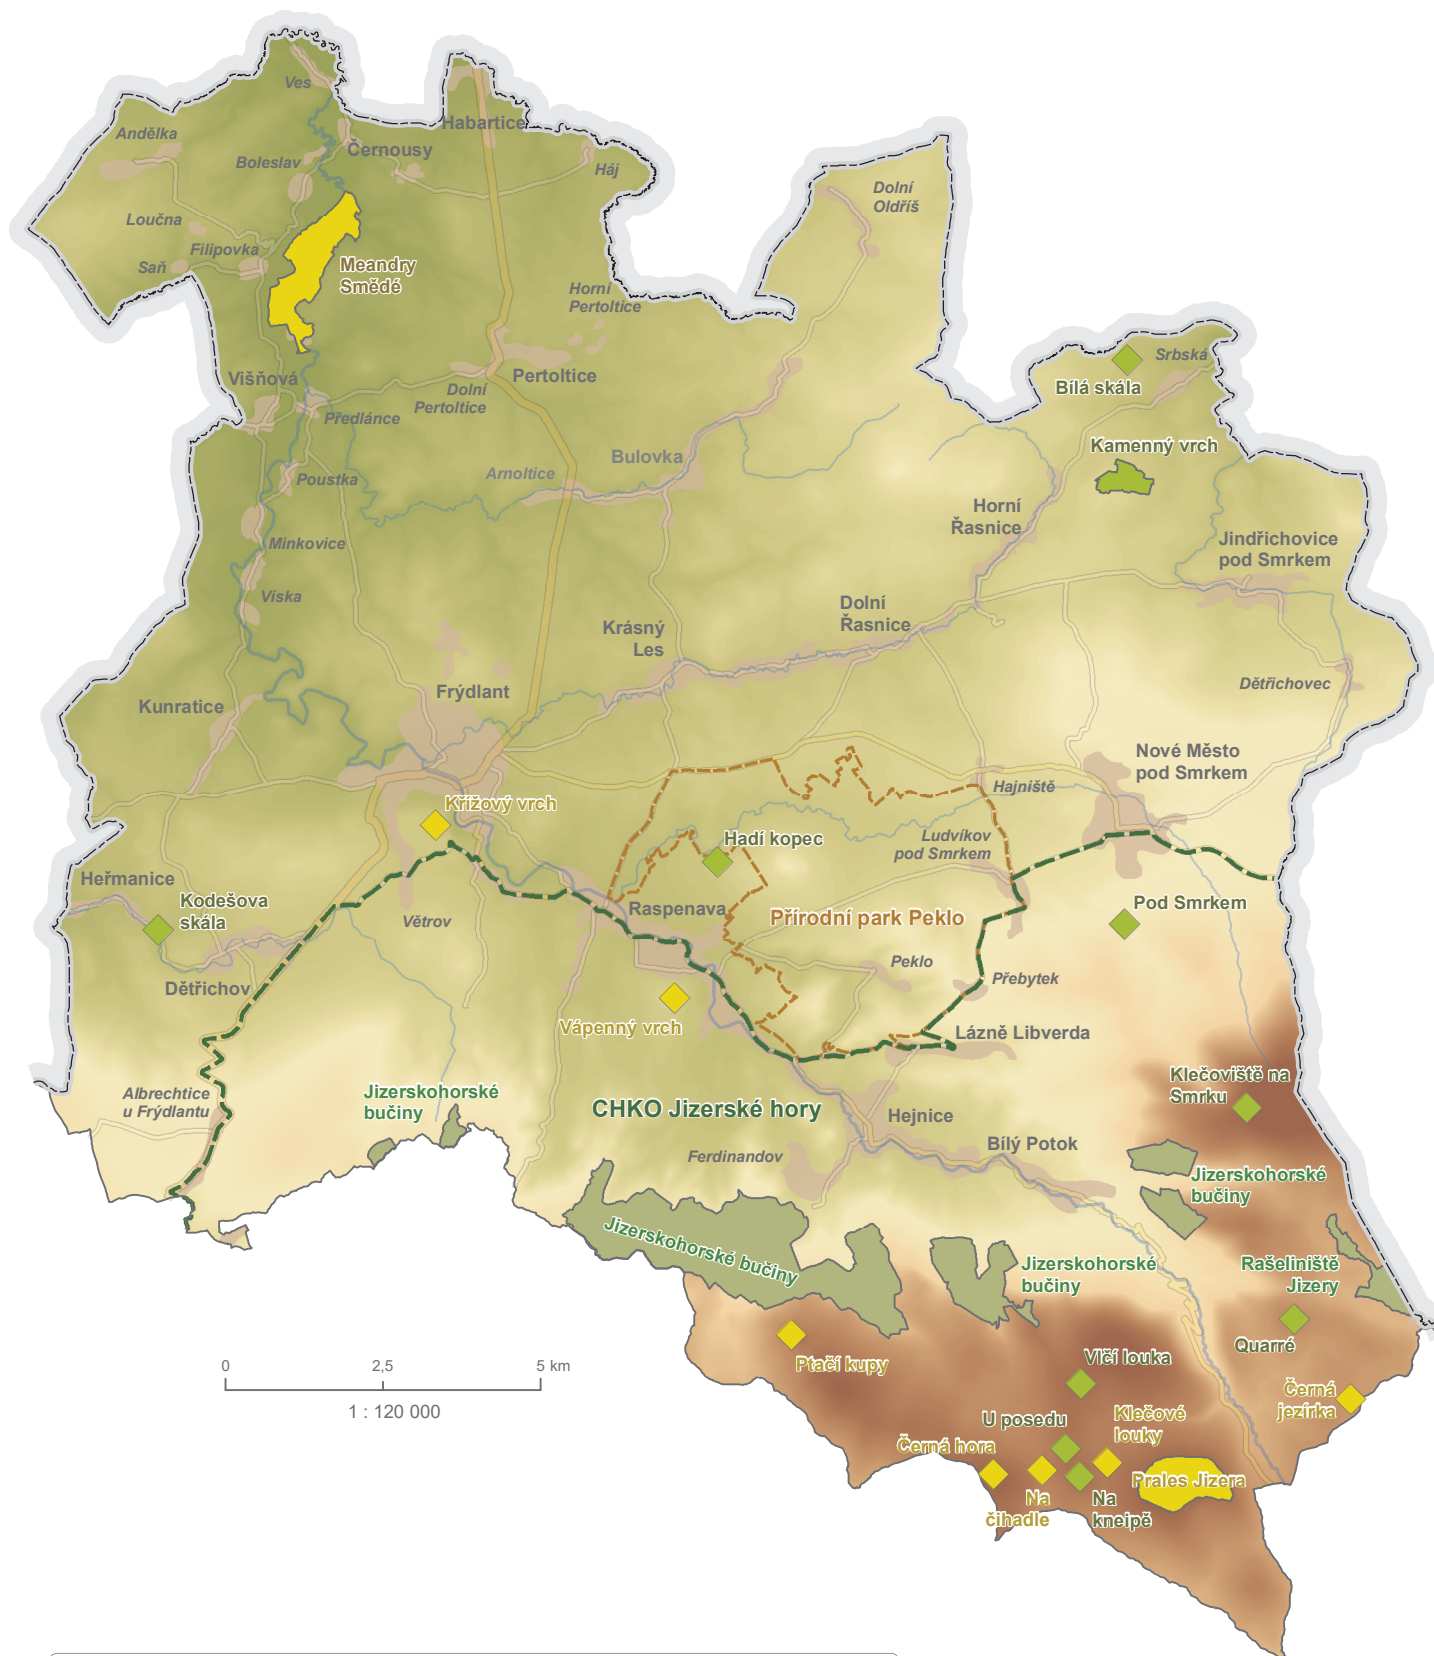 Ves
Habartice
Andělka
Černousy
Boleslav
Háj
Dolní
Oldříš
Loučna
Filipovka
Saň
Meandry
Smědé
Horní
Pertoltice
Srbská
Bílá skála
Višňová
Pertoltice
Dolní
Pertoltice
Předlánce
Kamenný vrch
Bulovka
Arnoltice
Poustka
Horní
Řasnice
Minkovice
Jindřichovice
pod Smrkem
Víska
Dolní
Řasnice
Krásný
Les
Dětřichovec
Frýdlant
Kunratice
Nové Město
pod Smrkem
Hajniště
Křížový vrch
Hadí kopec
Ludvíkov
pod Smrkem
Heřmanice
Kodešova
skála
Raspenava
Větrov
Přírodní park Peklo
Pod Smrkem
Peklo
Přebytek
Dětřichov
Vápenný vrch
Lázně Libverda
Klečoviště na
Smrku
Albrechtice
u Frýdlantu
Jizerskohorské
bučiny
CHKO Jizerské hory
Hejnice
Bílý Potok
Ferdinandov
Jizerskohorské
bučiny
Jizerskohorské bučiny
Jizerskohorské
bučiny
Rašeliniště
Jizery
Quarré
Ptačí kupy
Vlčí louka
0
2,5
5 km
1 : 120 000
Černá
jezírka
U posedu
Klečové
louky
Černá hora
Prales Jizera
Na
čihadle
Na
kneipě